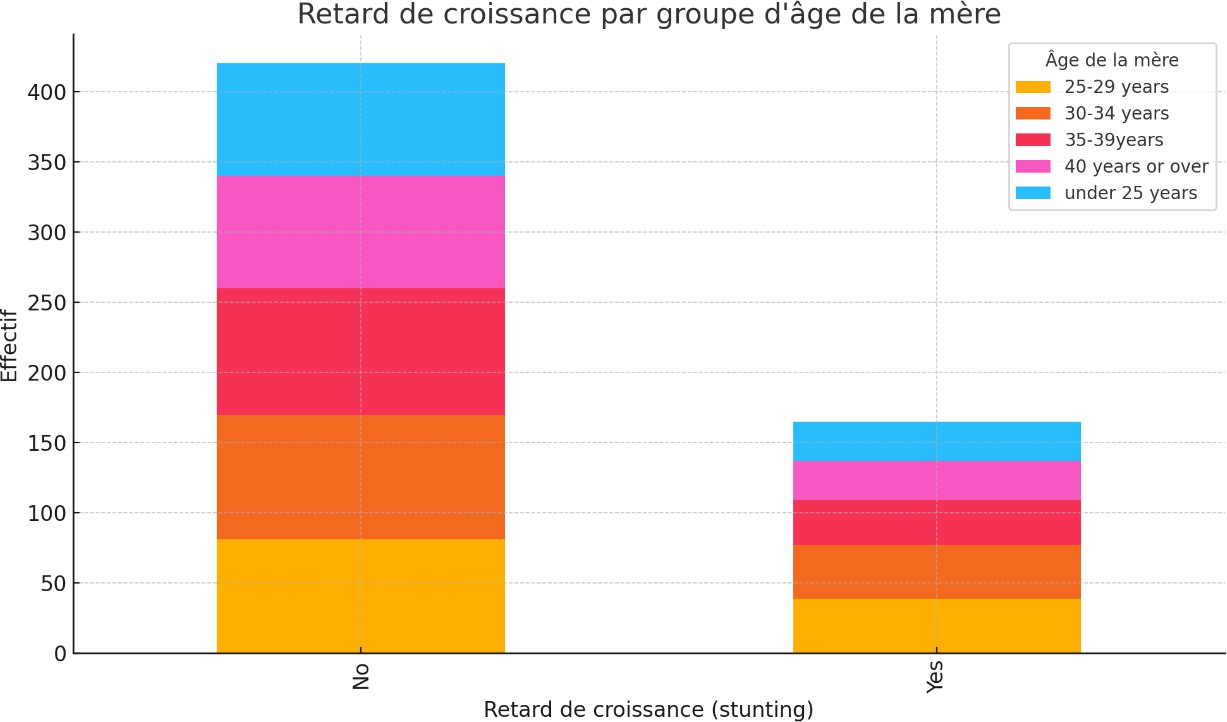 Retard de croissance par groupe d'âge de la mère
Âge de la mère
25-29 years
30-34 years
35-39years
40 years or over
under 25 years
Effectif
400
350
300
250
200
150
100
50
0
No
Yes
Retard de croissance (stunting)